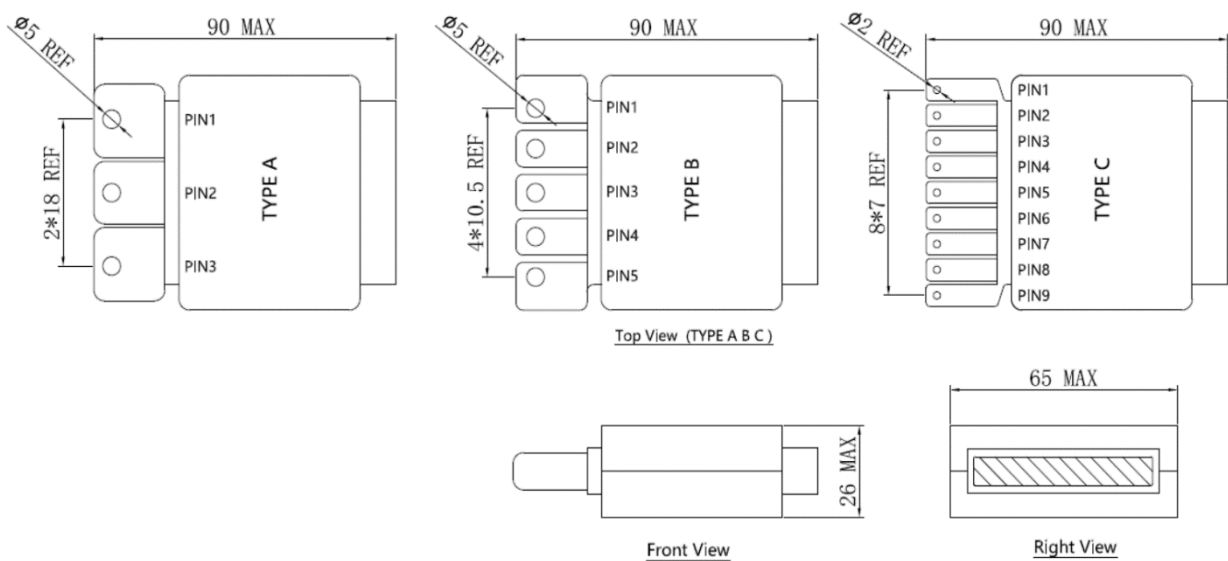 90 MAX
ø5 REF
2*18 REF
PIN1
PIN2
PIN3
TYPE A
90 MAX
ø5 REF
4*10.5 REF
PIN1
PIN2
PIN3
PIN4
PIN5
TYPE B
90 MAX
ø2 REF
8*7 REF
PIN1
PIN2
PIN3
PIN4
PIN5
PIN6
PIN7
PIN8
PIN9
TYPE C
Top View (TYPE A B C)
26 MAX
Front View
65 MAX
Right View